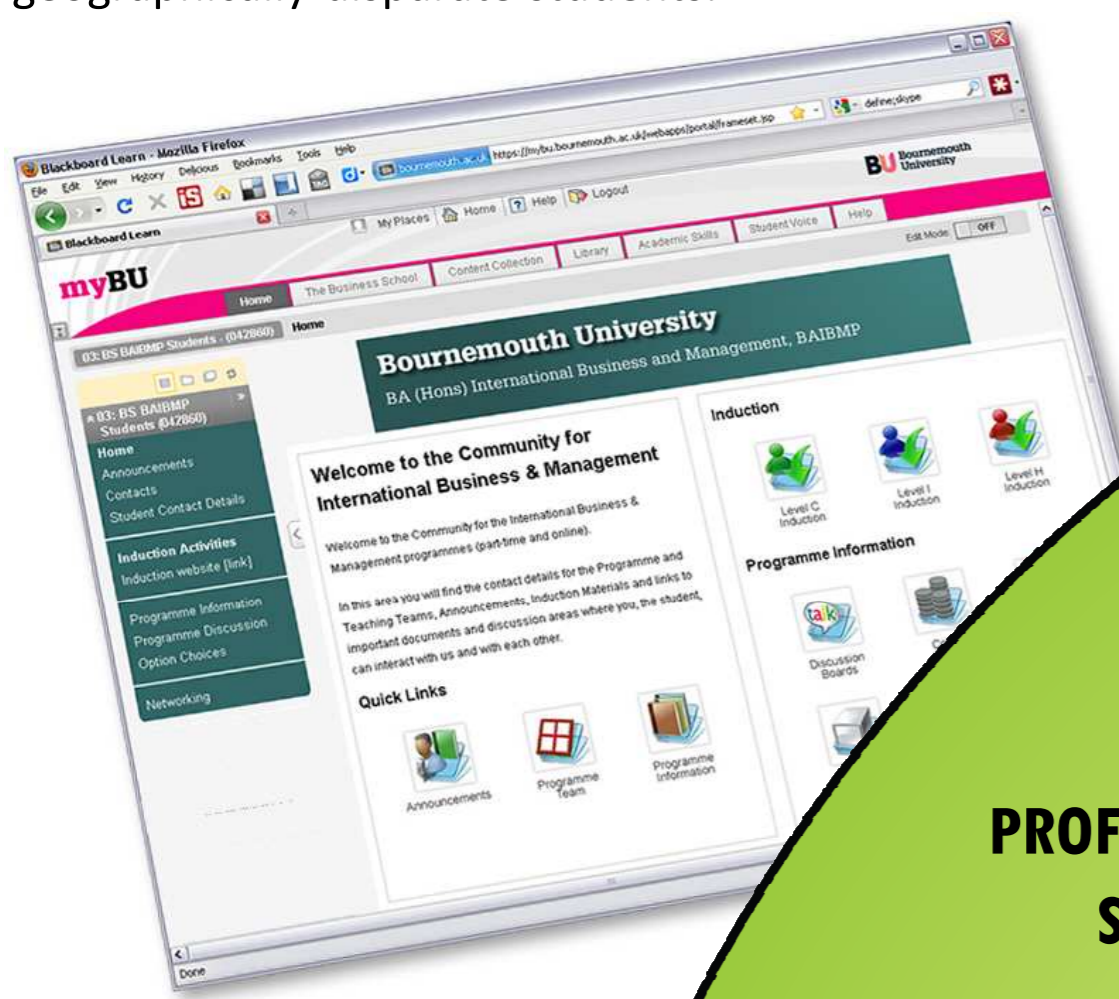 geographically disparate students.
Blackboard Learn - Mozilla Firefox
File Edit View History Delicious Bookmarks Tools Help
bournemouth.ac.uk https://mybu.bournemouth.ac.uk/webapps/portal/frameset.jsp
define:skype
Blackboard Learn
My Places Home Help Logout
BU Bournemouth
University
myBU
Home The Business School Content Collection Library Academic Skills Student Voice Help
Edit Mode: OFF
03: BS BAIBMP Students - (042860) Home
03: BS BAIBMP
Students (042860)
Home
Announcements
Contacts
Student Contact Details
Induction Activities
Induction website [link]
Programme Information
Programme Discussion
Option Choices
Networking
Bournemouth University
BA (Hons) International Business and Management, BAIBMP
Welcome to the Community for
International Business & Management
Welcome to the Community for the International Business &
Management programmes (part-time and online).
In this area you will find the contact details for the Programme and
Teaching Teams, Announcements, Induction Materials and links to
important documents and discussion areas where you, the student,
can interact with us and with each other.
Quick Links
Announcements
Programme
Team
Programme
Information
Induction
Level C
Induction
Level I
Induction
Level H
Induction
Programme Information
talk
Discussion
Boards
Done
PROF
S